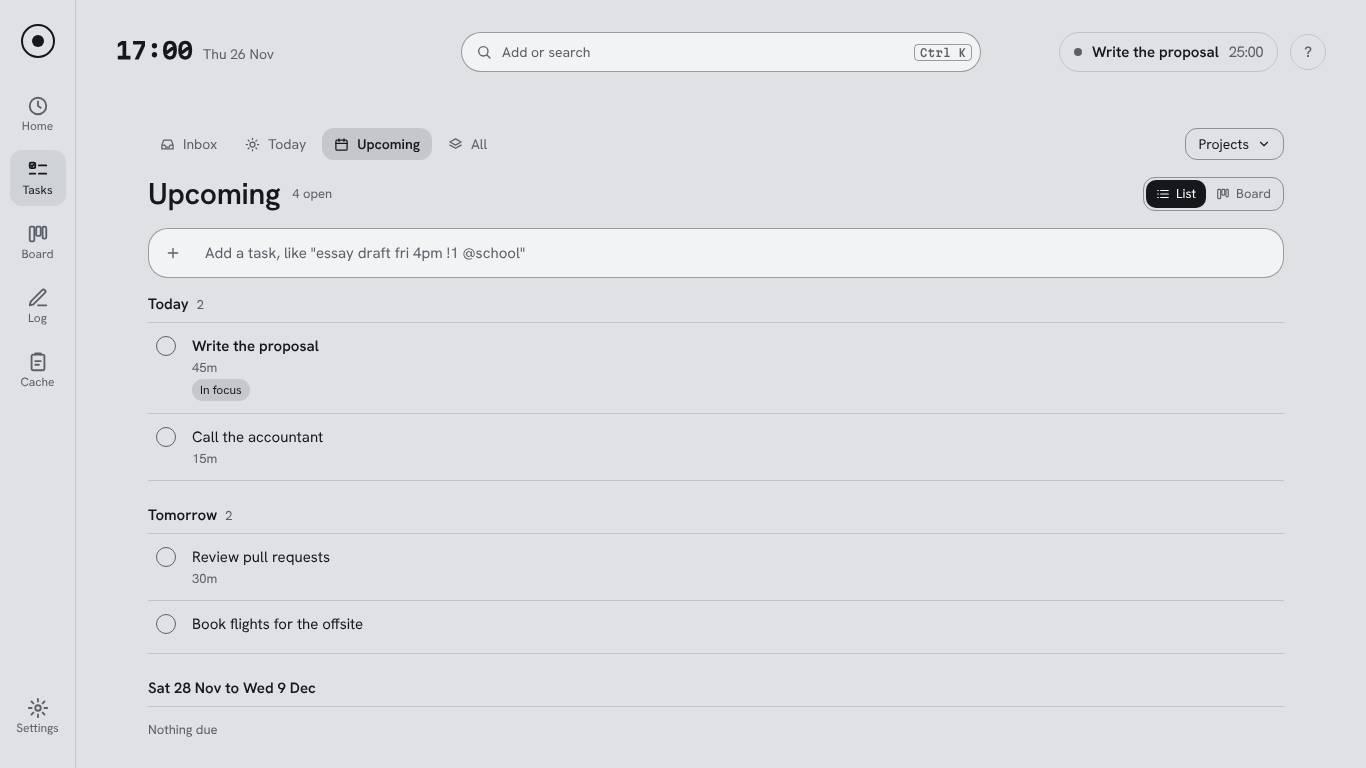 17:00 Thu 26 Nov
Add or search Ctrl K
Write the proposal 25:00 ?
Home
Tasks
Board
Log
Cache
Settings
Inbox Today Upcoming All Projects
Upcoming 4 open List Board
Add a task, like "essay draft fri 4pm !1 @school"
Today 2
Write the proposal
45m
In focus
Call the accountant
15m
Tomorrow 2
Review pull requests
30m
Book flights for the offsite
Sat 28 Nov to Wed 9 Dec
Nothing due